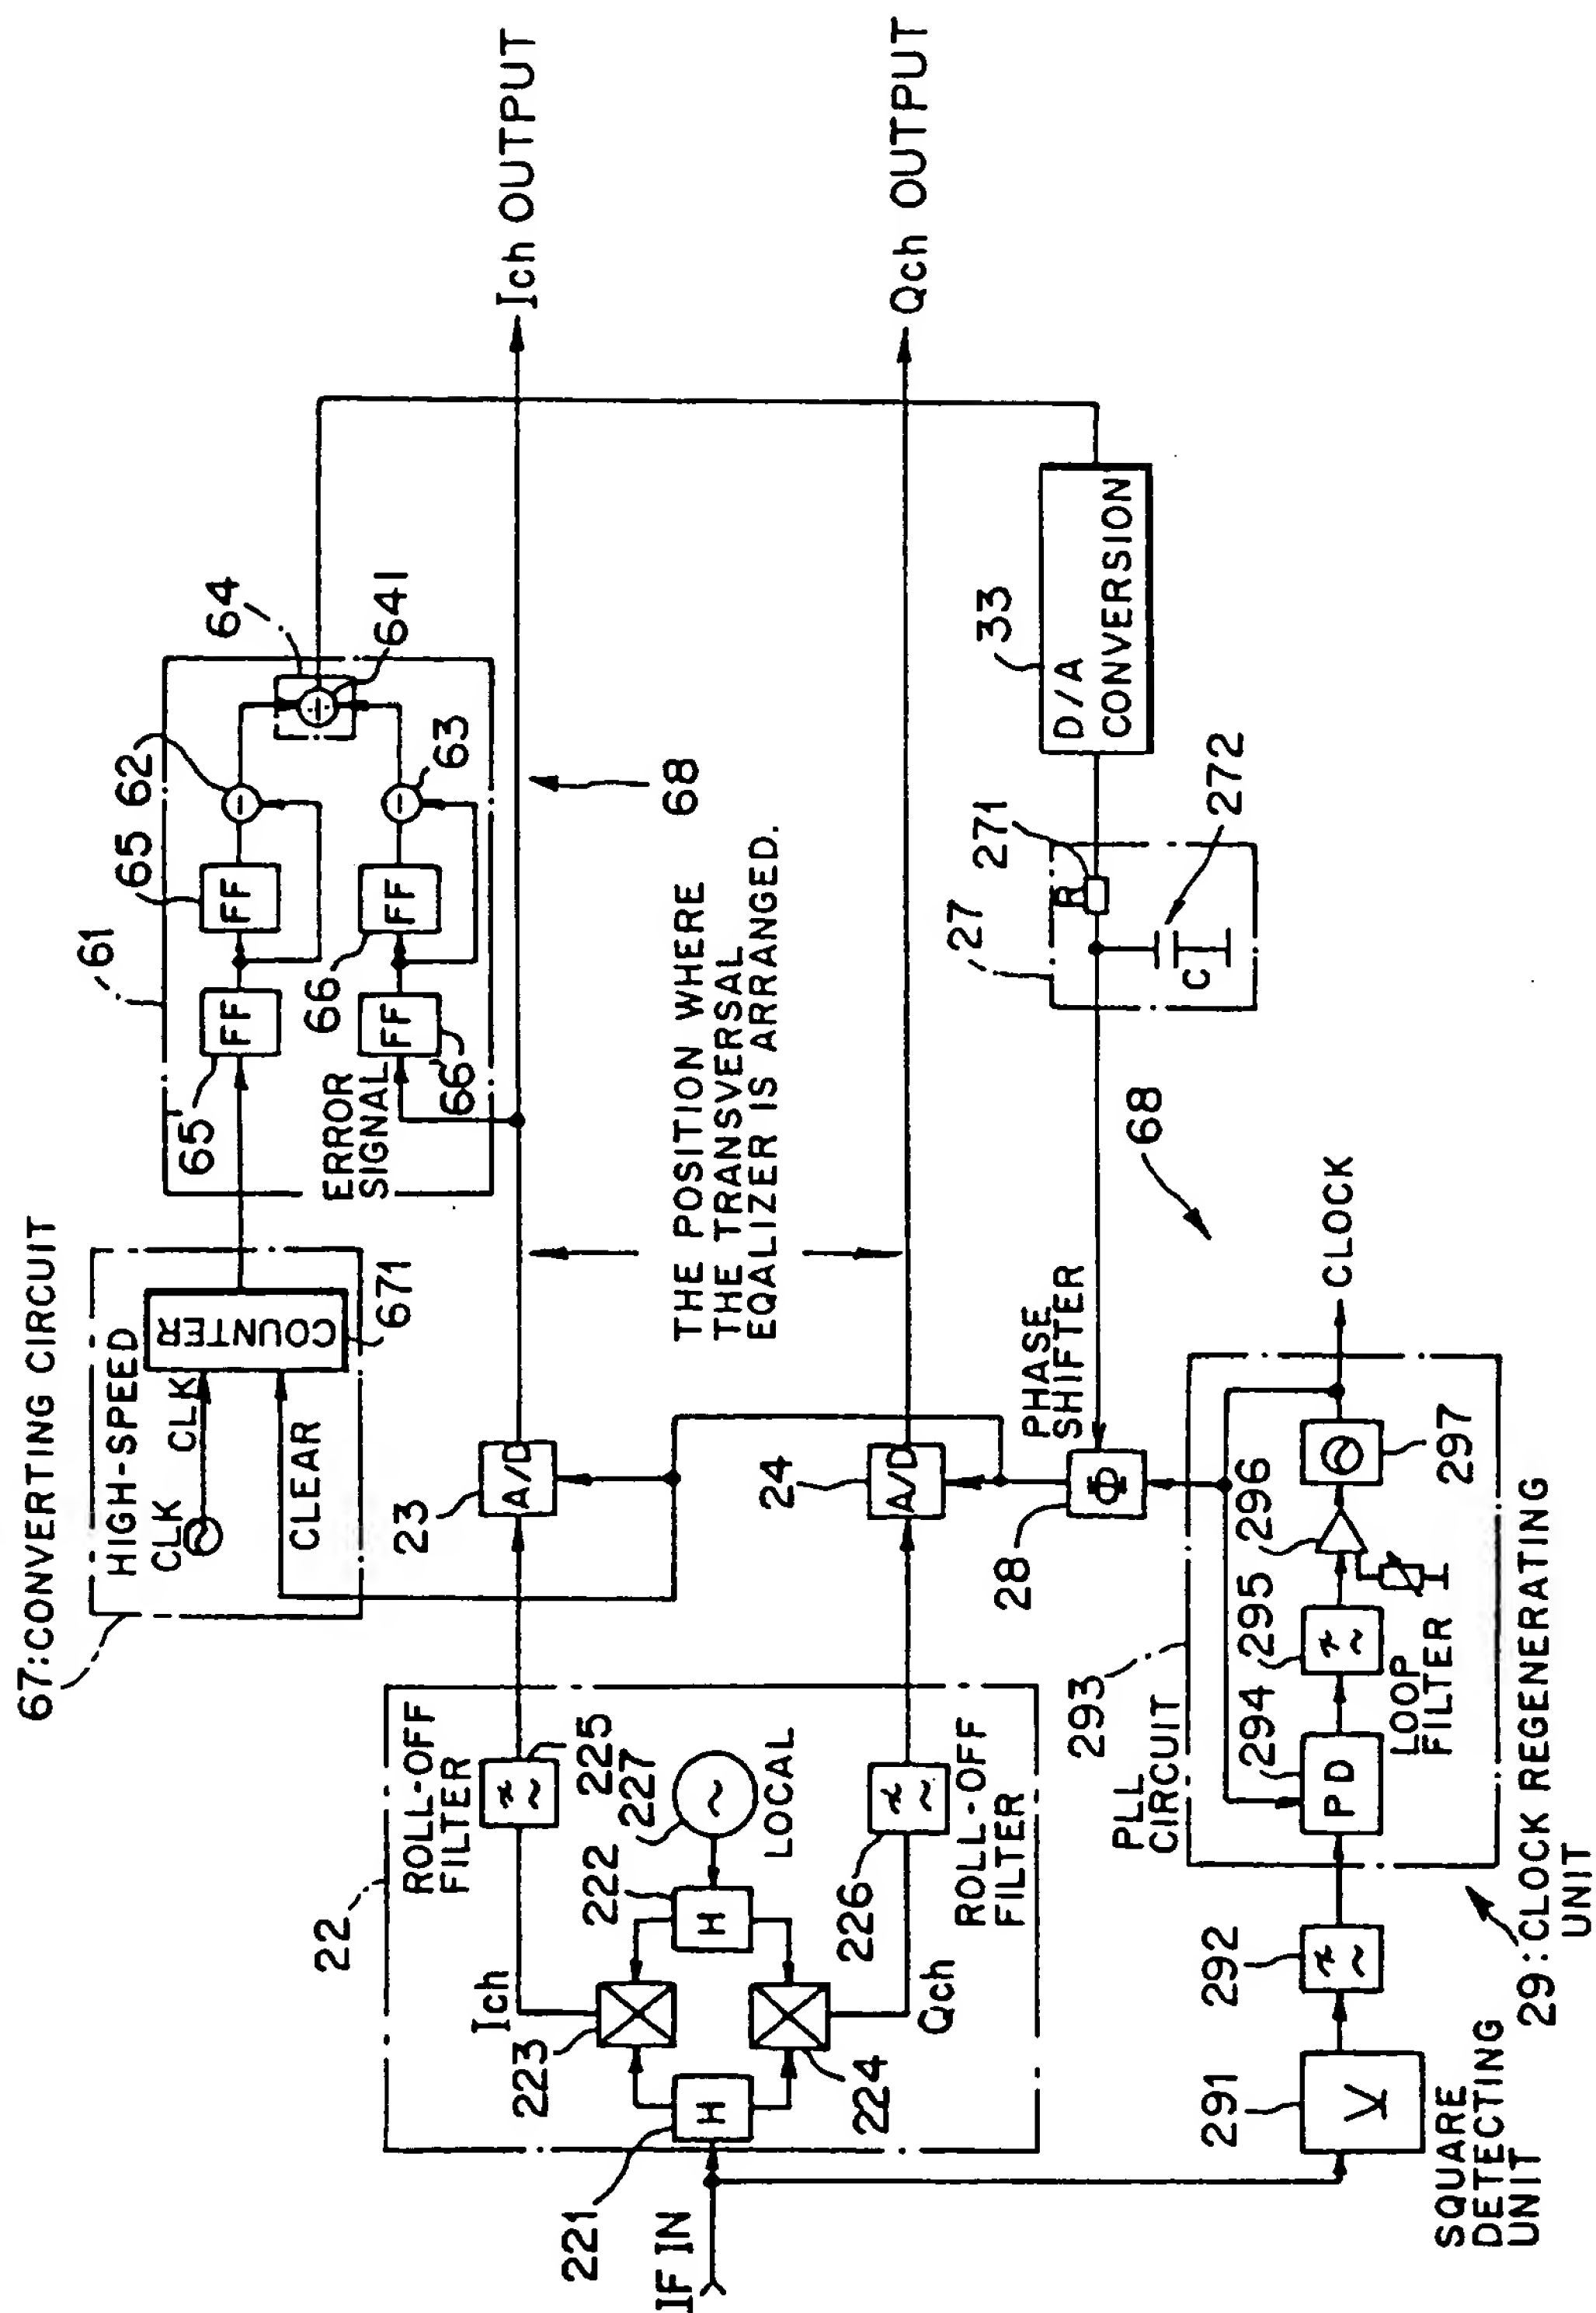 67:CONVERTING CIRCUIT
HIGH-SPEED
CLK
CLK
CLEAR
COUNTER
671
61
65'
65
62
64
641
FF
FF
66
66'
63
FF
FF
ERROR
SIGNAL
Ich OUTPUT
68
22
ROLL-OFF
FILTER
225
227
LOCAL
222
H
Ich
223
221
H
224
Qch
226
ROLL-OFF
FILTER
IF IN
23
A/D
24
A/D
THE POSITION WHERE
THE TRANSVERSAL
EQALIZER IS ARRANGED.
Qch OUTPUT
PHASE
SHIFTER
28
Φ
27
R
271
272
C
33
D/A
CONVERSION
68
CLOCK
293
PLL
CIRCUIT
294
PD
295
LOOP
FILTER
296
297
292
291
SQUARE
DETECTING
UNIT
29:CLOCK REGENERATING
UNIT